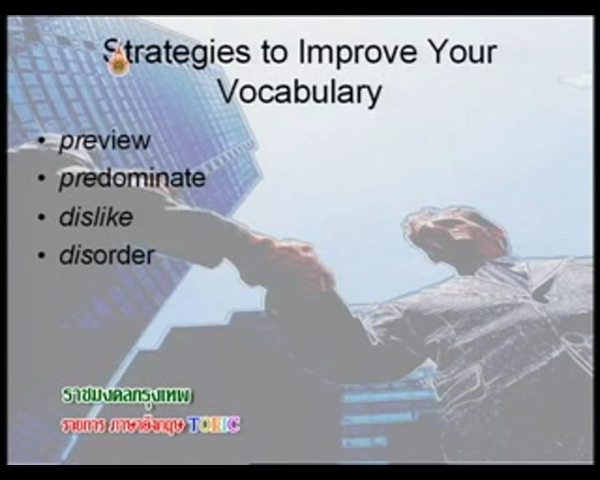 Strategies to Improve Your
Vocabulary
• preview
• predominate
• dislike
• disorder
ราชมงคลกรุงเทพ
รายการ ภาษาอังกฤษ TOEIC